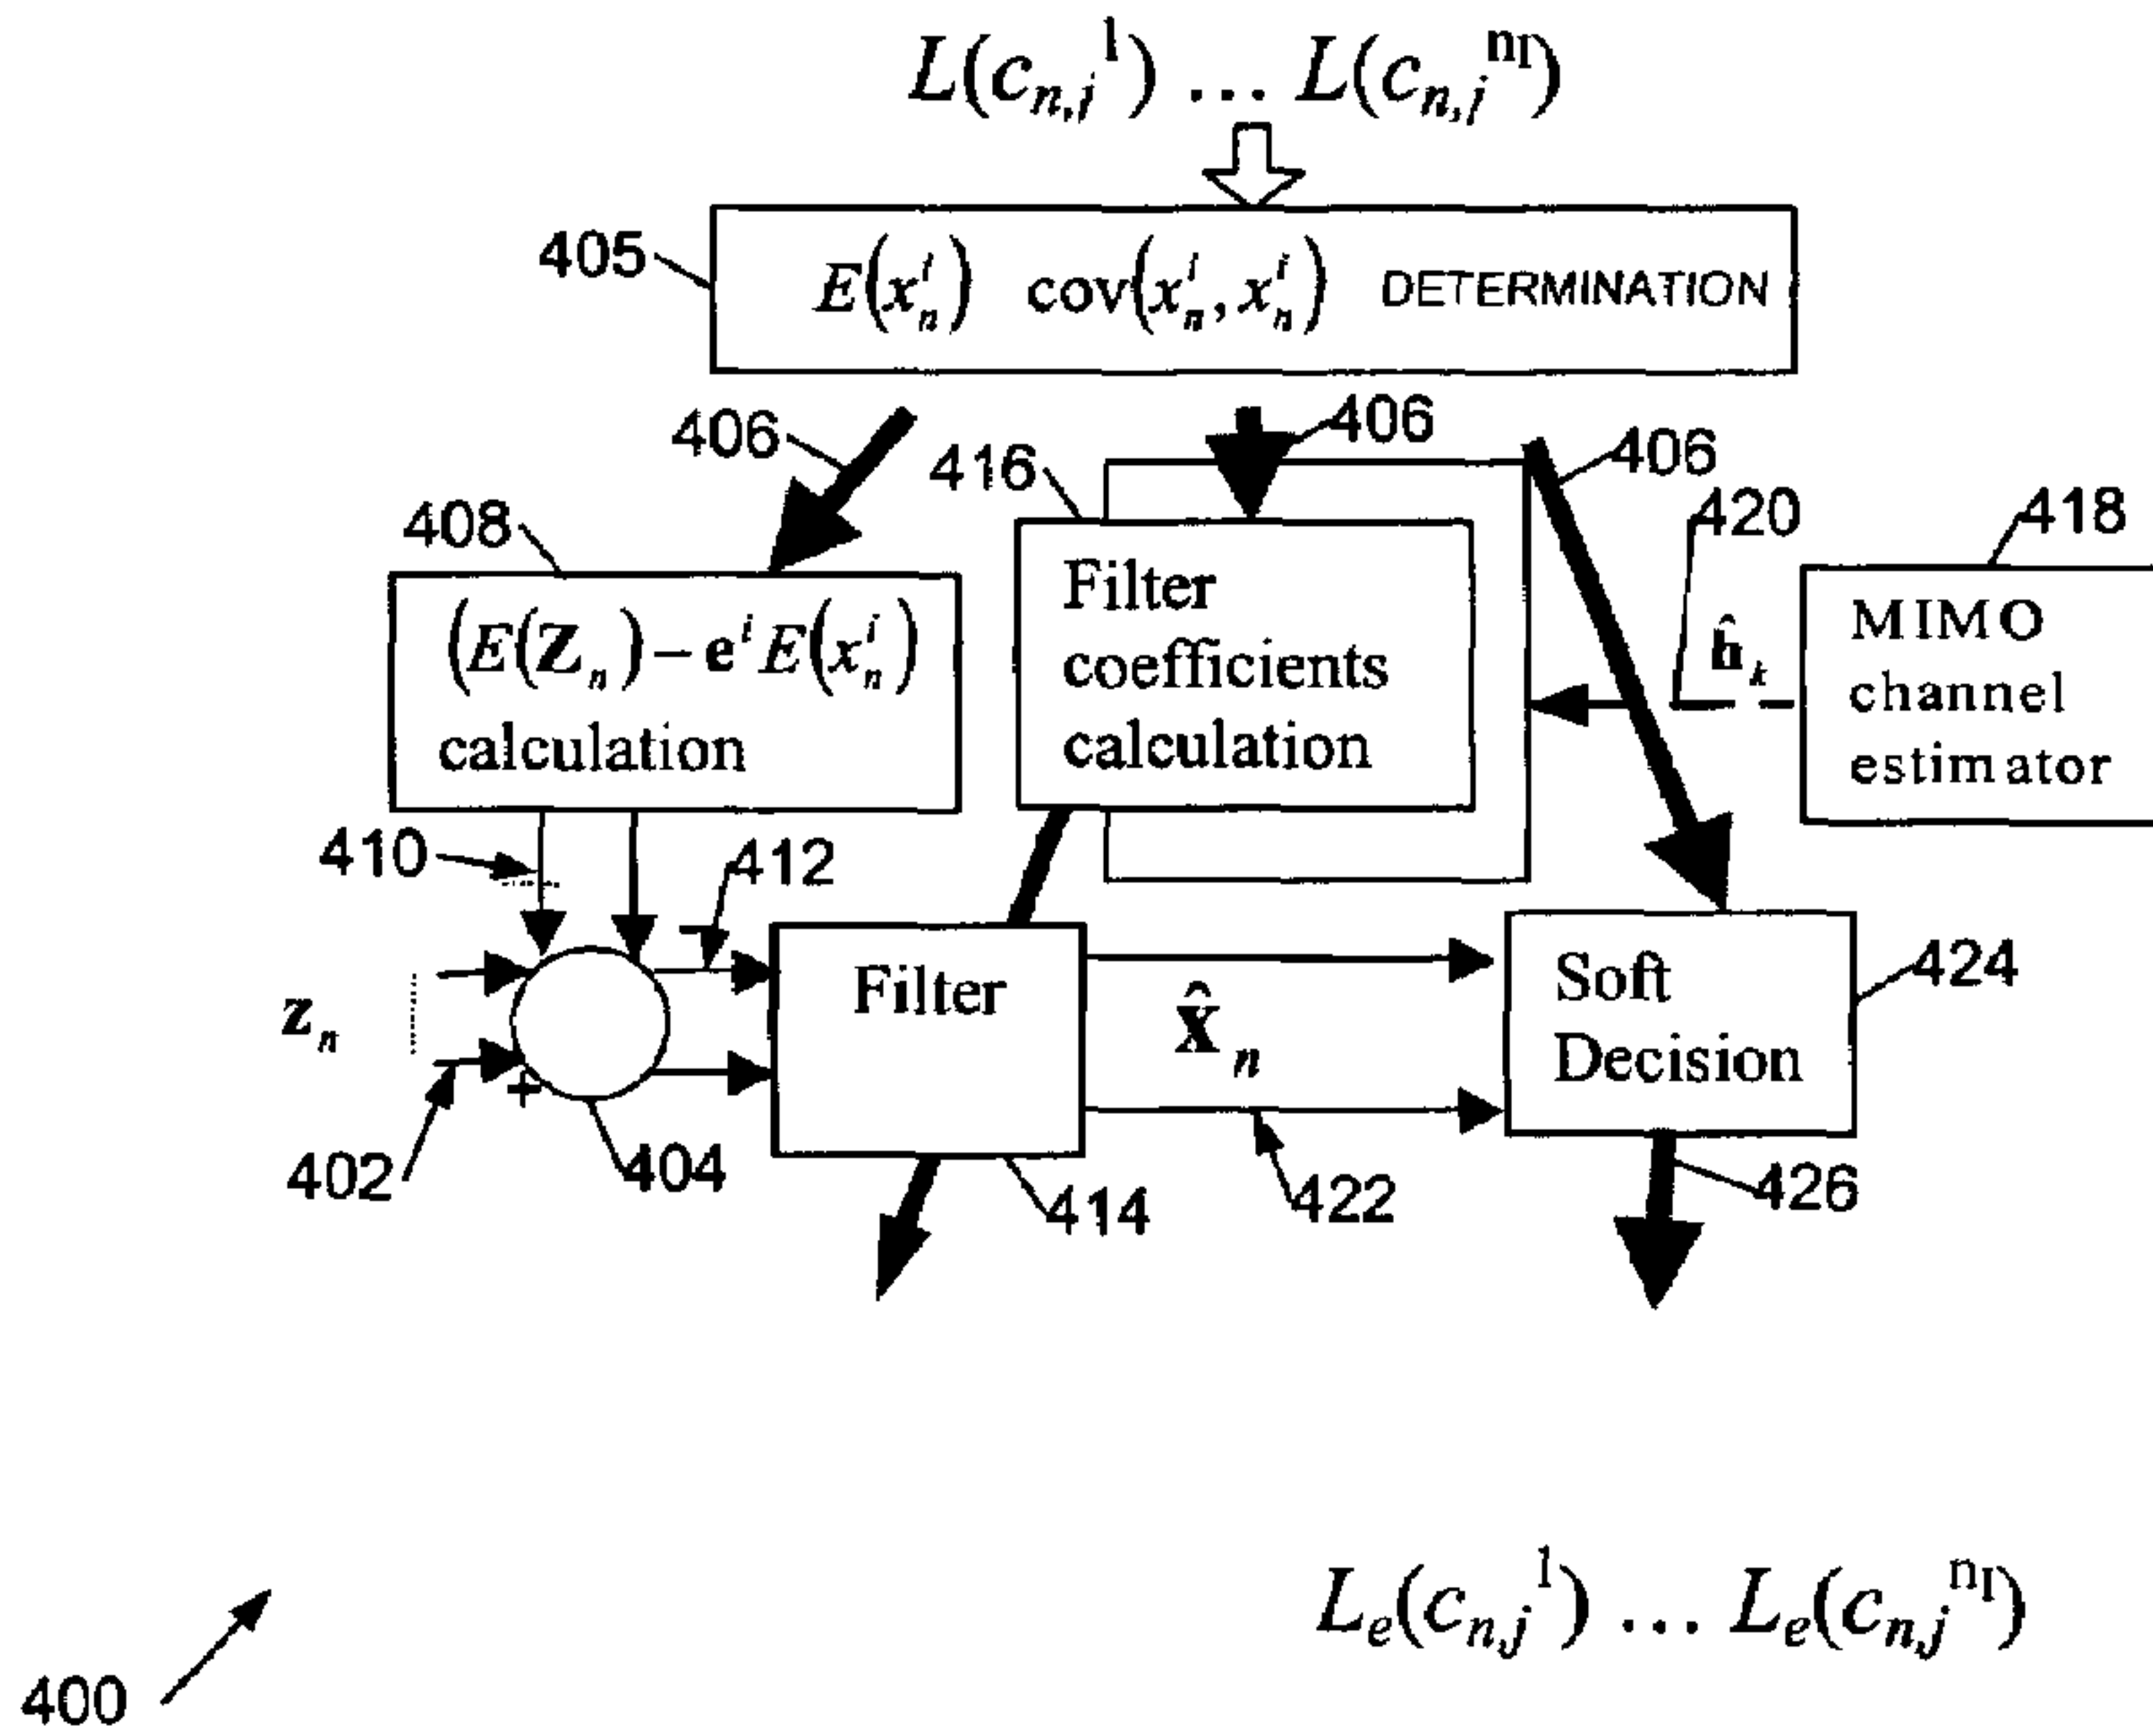 L(c_{n,j}^1) ... L(c_{n,j}^{n_I})
405
E(x_n^i) cov(x_n^i, x_n^i) DETERMINATION
406
406
406
416
408
420
418
(E(Z_n) – e^i E(x_n^i)
calculation
Filter
coefficients
calculation
ĥ_k
MIMO
channel
estimator
410
412
z_n
+
Filter
x̂_n
Soft
Decision
424
402
404
414
422
426
L_e(c_{n,j}^1) ... L_e(c_{n,j}^{n_I})
400